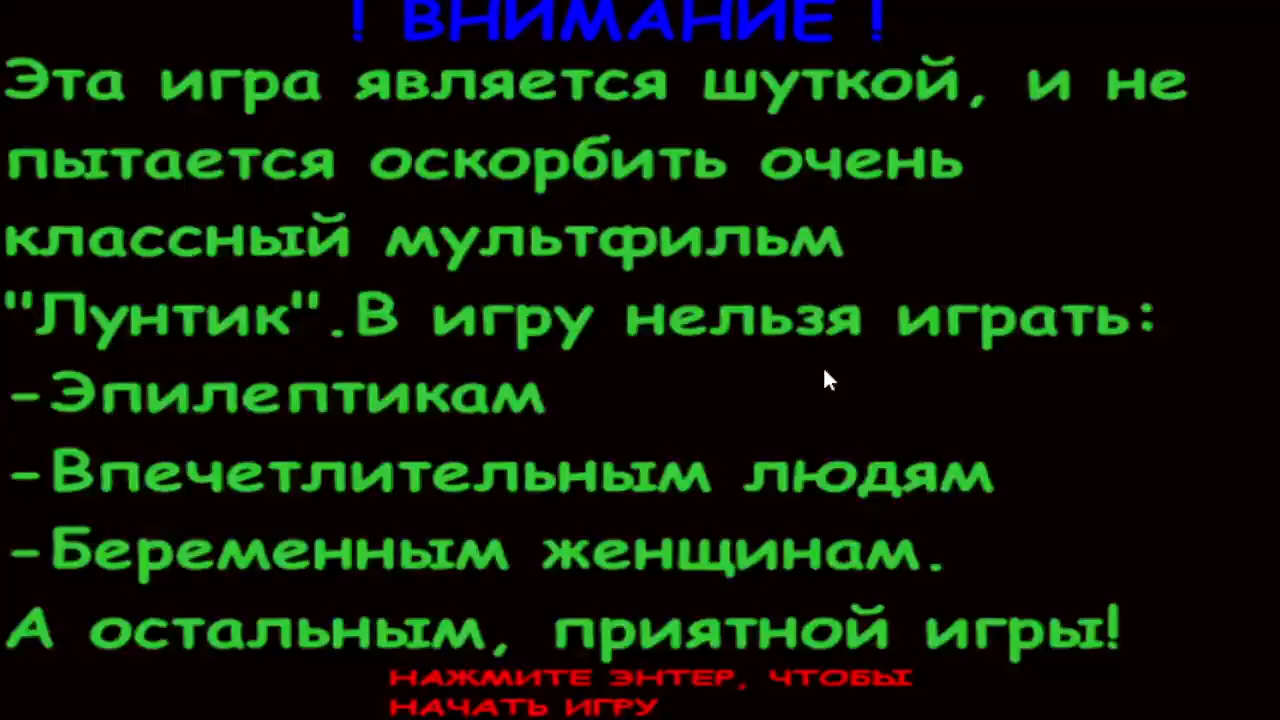 ! ВНИМАНИЕ !
Эта игра является шуткой, и не
пытается оскорбить очень
классный мультфильм
"Лунтик".В игру нельзя играть:
-Эпилептикам
-Впечетлительным людям
-Беременным женщинам.
А остальным, приятной игры!
НАЖМИТЕ ЭНТЕР, ЧТОБЫ
НАЧАТЬ ИГРУ